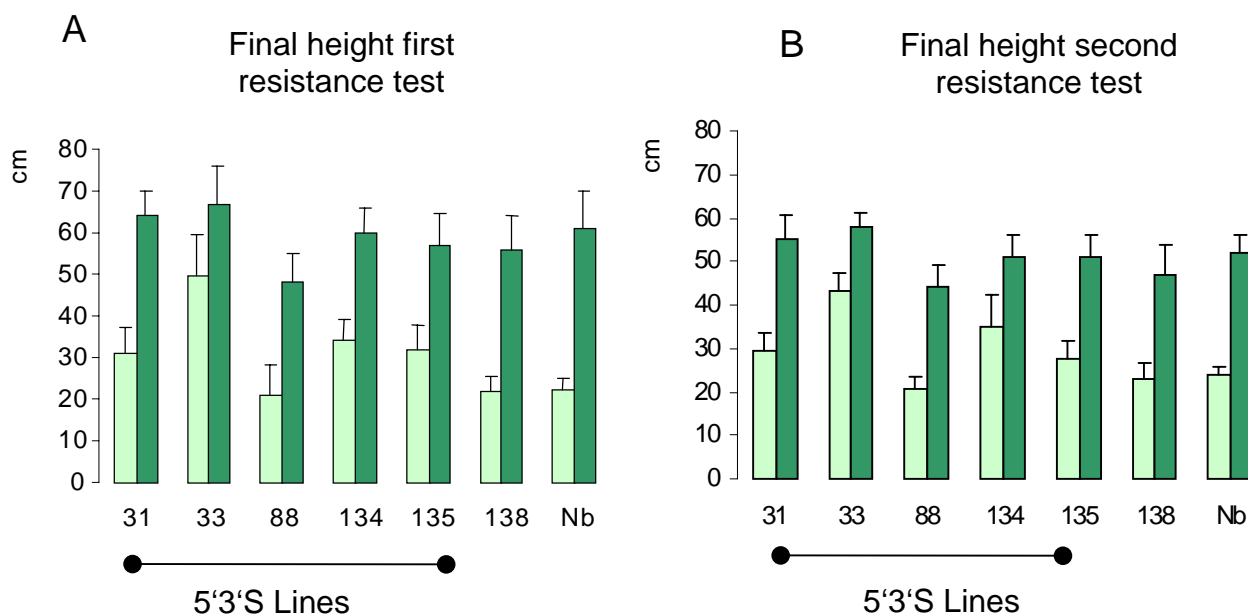 A
Final height first
resistance test
cm
80
70
60
50
40
30
20
10
0
31 33 88 134 135 138 Nb
5‘3‘S Lines
B
Final height second
resistance test
cm
80
70
60
50
40
30
20
10
0
31 33 88 134 135 138 Nb
5‘3‘S Lines